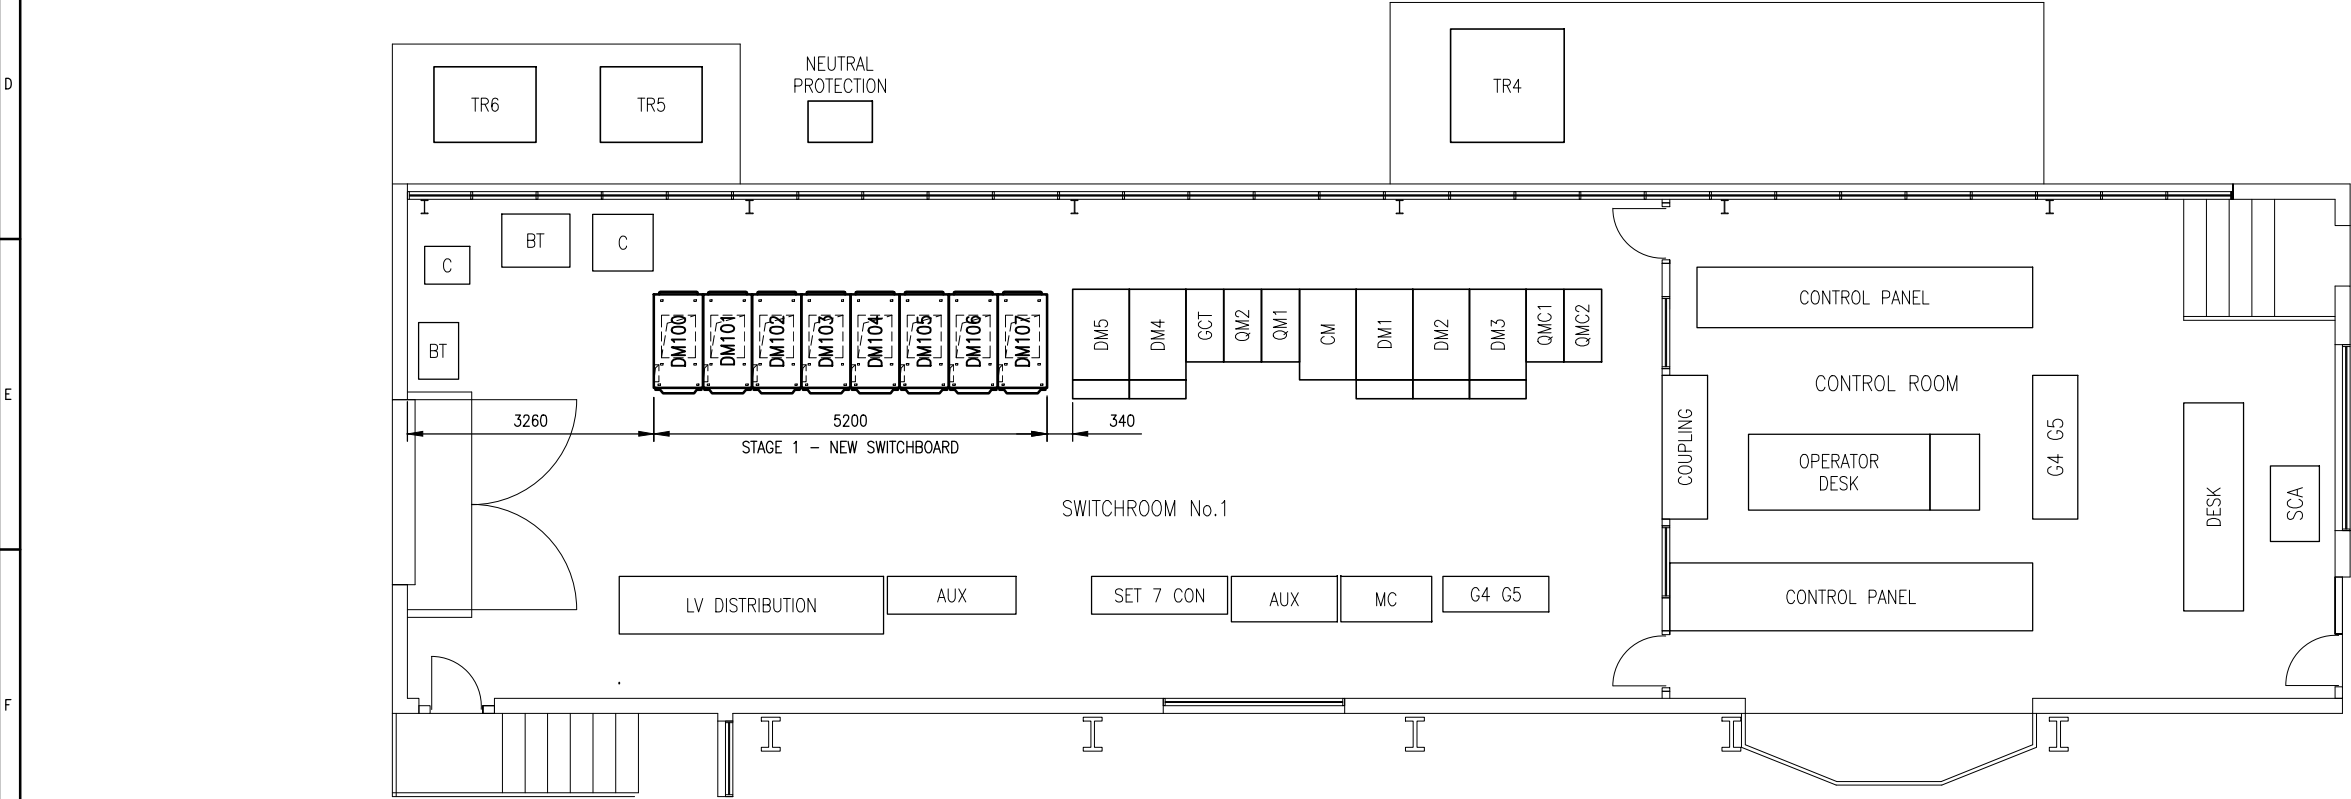 D
E
F
TR6
TR5
NEUTRAL
PROTECTION
TR4
BT
C
C
BT
DM100
DM101
DM102
DM103
DM104
DM105
DM106
DM107
DM5
DM4
GCT
QM2
QM1
CM
DM1
DM2
DM3
QMC1
QMC2
3260
5200
340
STAGE 1 – NEW SWITCHBOARD
CONTROL PANEL
CONTROL ROOM
COUPLING
OPERATOR
DESK
G4 G5
DESK
SCA
SWITCHROOM No.1
LV DISTRIBUTION
AUX
SET 7 CON
AUX
MC
G4 G5
CONTROL PANEL